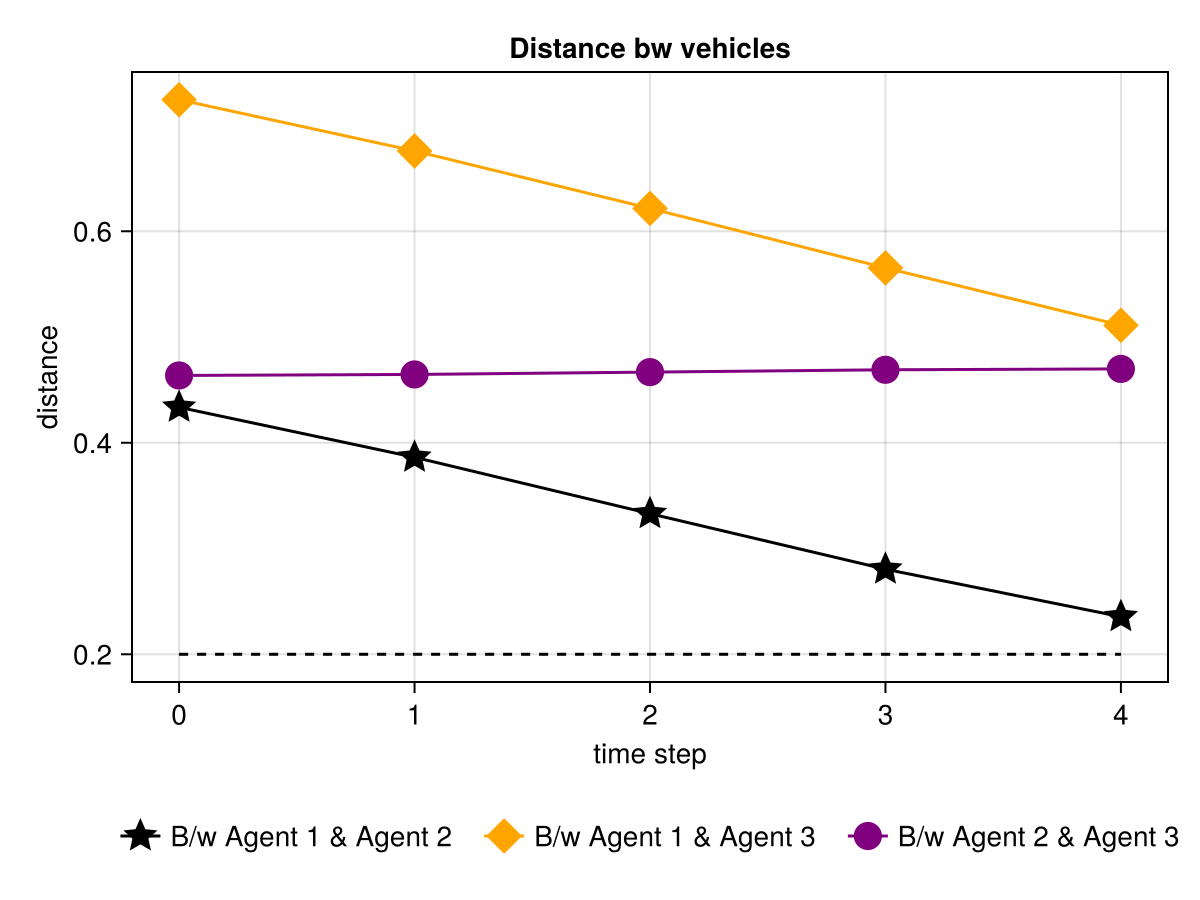 Distance bw vehicles
distance
0.6
0.4
0.2
0 1 2 3 4
time step
B/w Agent 1 & Agent 2 B/w Agent 1 & Agent 3 B/w Agent 2 & Agent 3